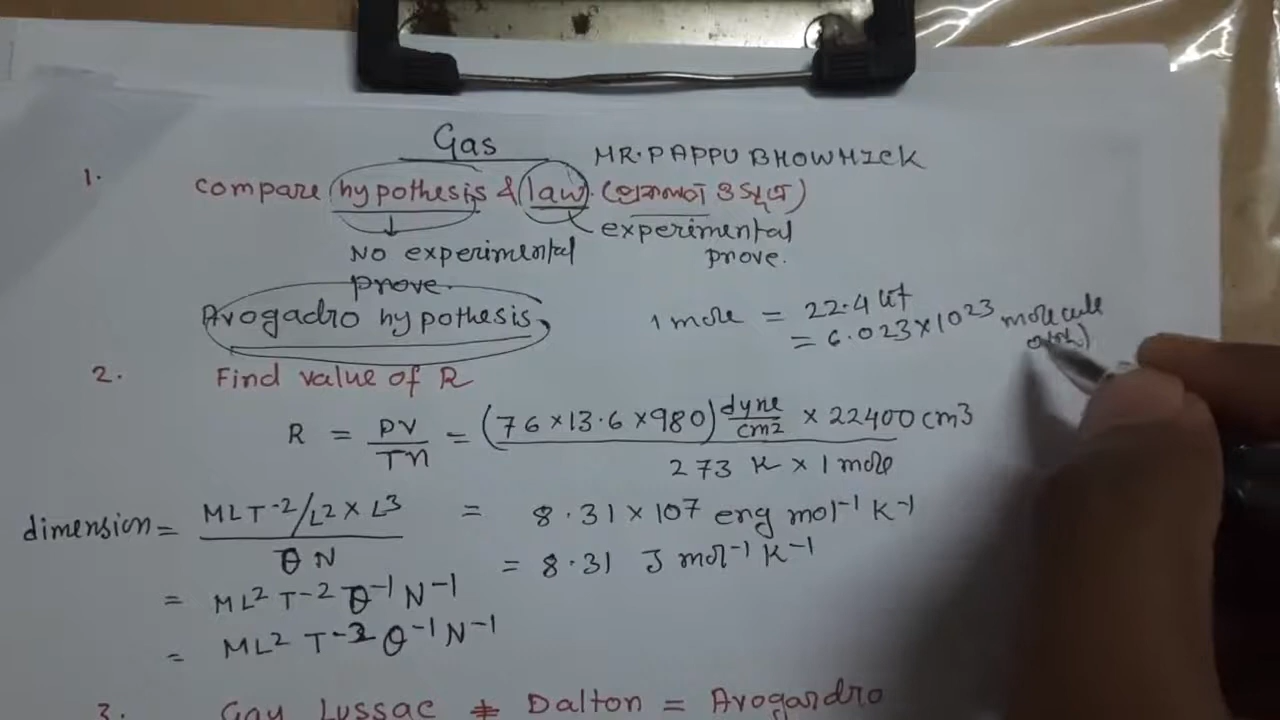 Gas
MR. PAPPU BHOWMICK
1. compare hypothesis & law. (প্রকল্প ও সূত্র)
No experimental prove.
experimental prove.
Avogadro hypothesis
1 mole = 22.4 lit
= 6.023×10²³ molecule
2. Find value of R
R = PV/Tn = (76×13.6×980) dyne/cm² × 22400 cm³ / 273 K × 1 mole
dimension = MLT⁻²/L² × L³ / θ N = 8.31×10⁷ erg mol⁻¹ K⁻¹
= 8.31 J mol⁻¹ K⁻¹
= ML² T⁻² θ⁻¹ N⁻¹
= ML² T⁻² θ⁻¹ N⁻¹
3. Gay Lussac + Dalton = Avogardro